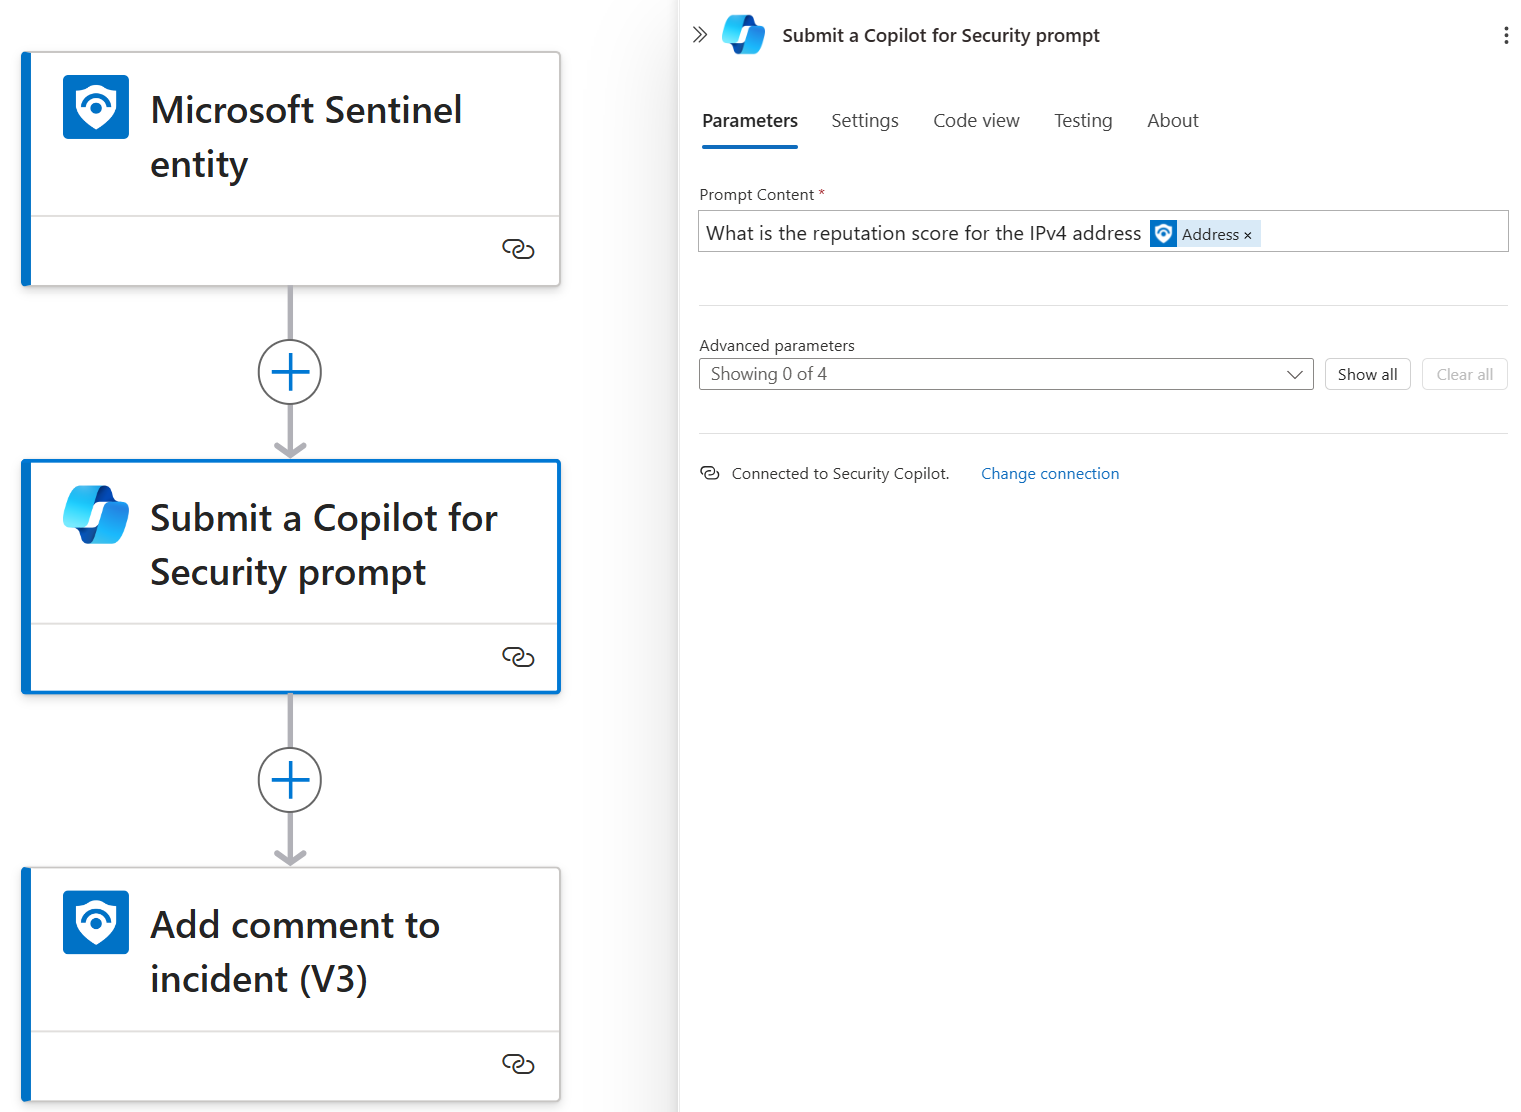 Microsoft Sentinel
entity
Submit a Copilot for
Security prompt
Add comment to
incident (V3)
Submit a Copilot for Security prompt
Parameters Settings Code view Testing About
Prompt Content *
What is the reputation score for the IPv4 address Address ×
Advanced parameters
Showing 0 of 4 Show all Clear all
Connected to Security Copilot. Change connection